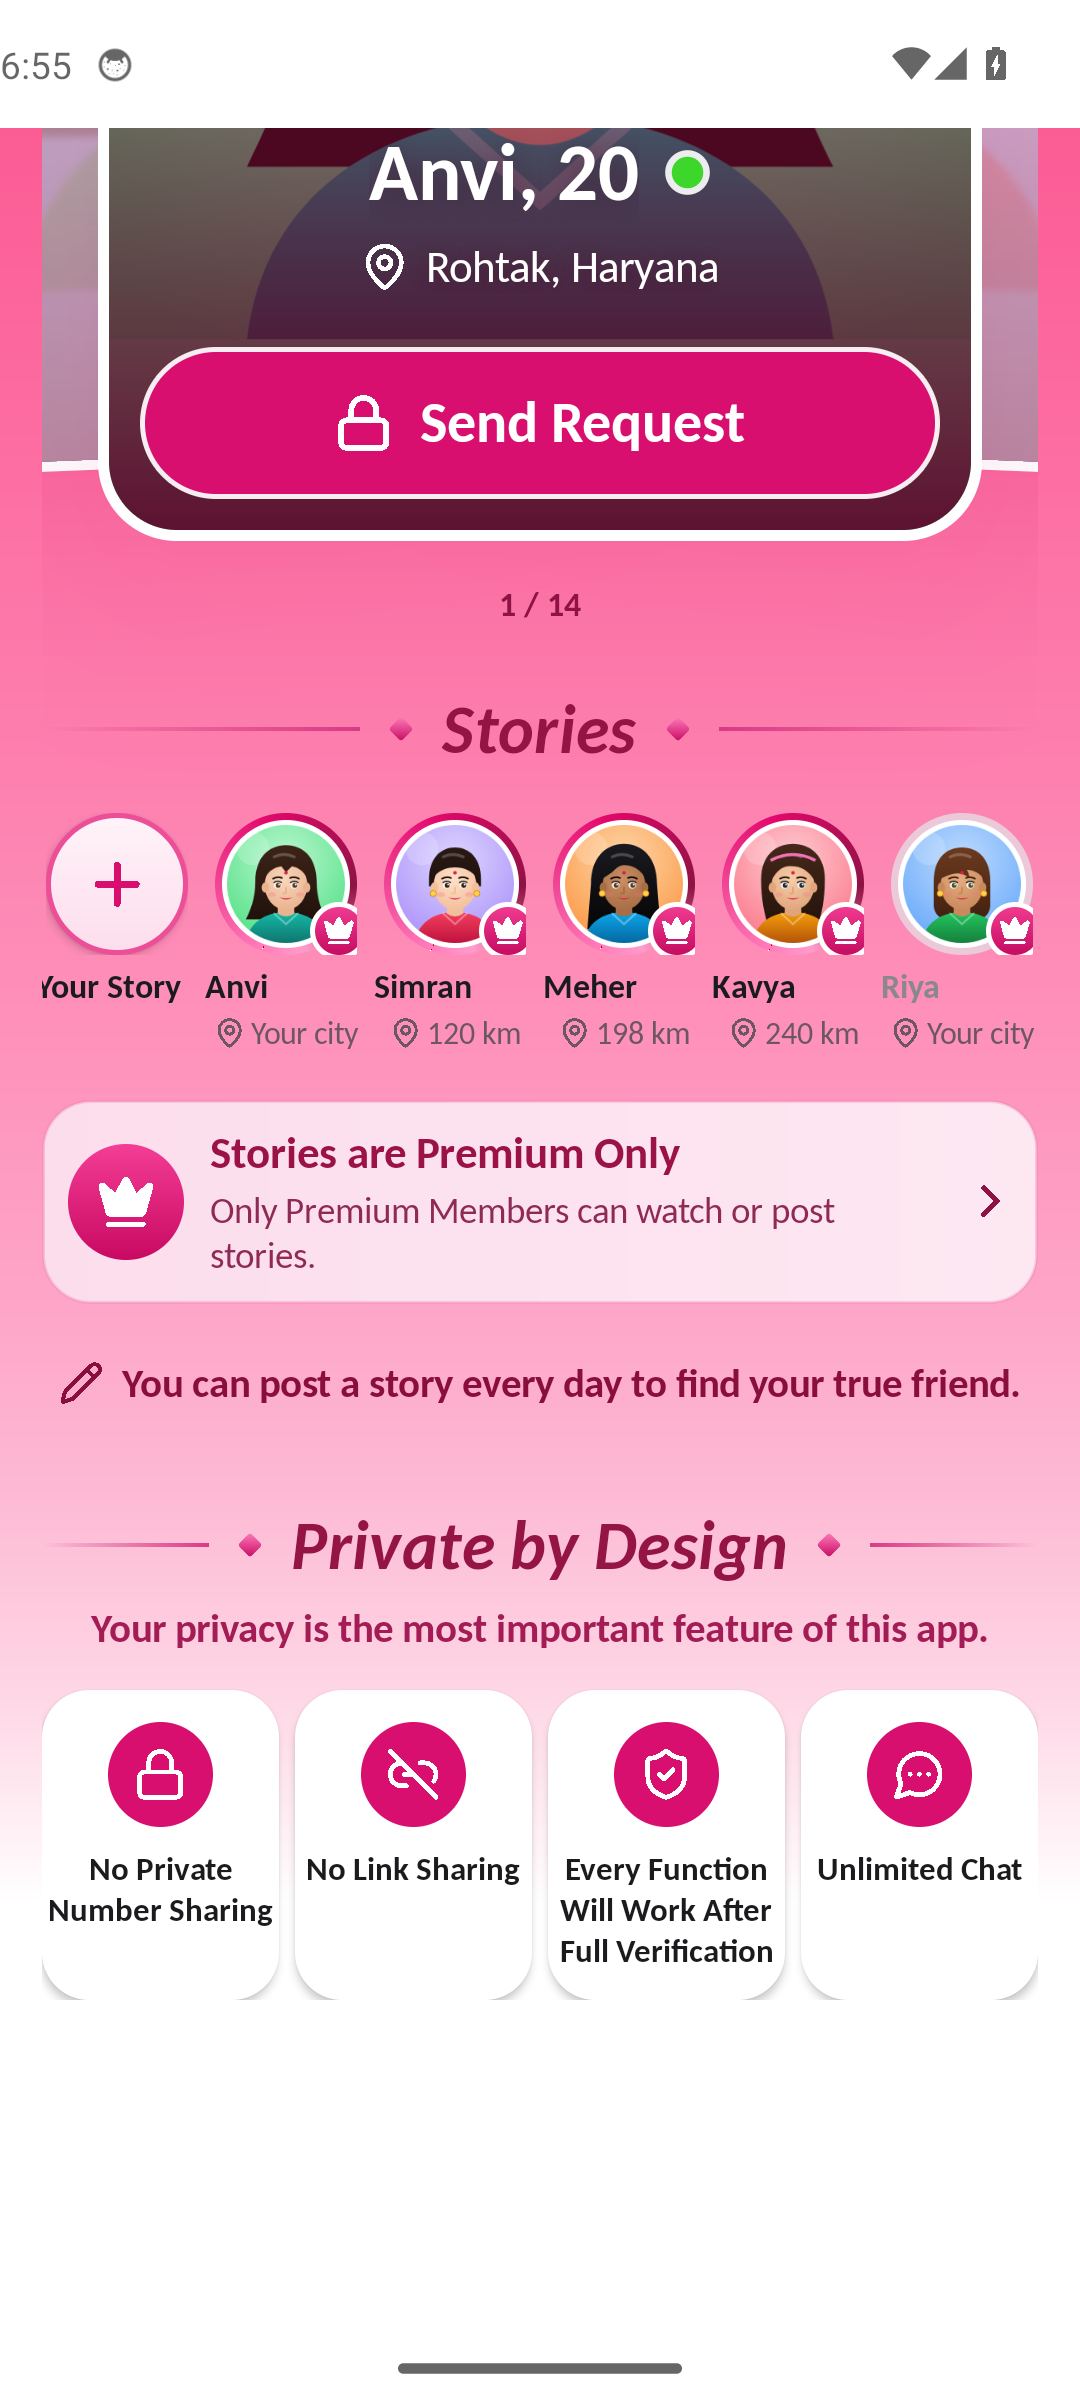 6:55
Anvi, 20
Rohtak, Haryana
Send Request
1 / 14
Stories
Your Story
Anvi
Simran
Meher
Kavya
Riya
Your city
120 km
198 km
240 km
Your city
Stories are Premium Only
Only Premium Members can watch or post
stories.
You can post a story every day to find your true friend.
Private by Design
Your privacy is the most important feature of this app.
No Private
Number Sharing
No Link Sharing
Every Function
Will Work After
Full Verification
Unlimited Chat